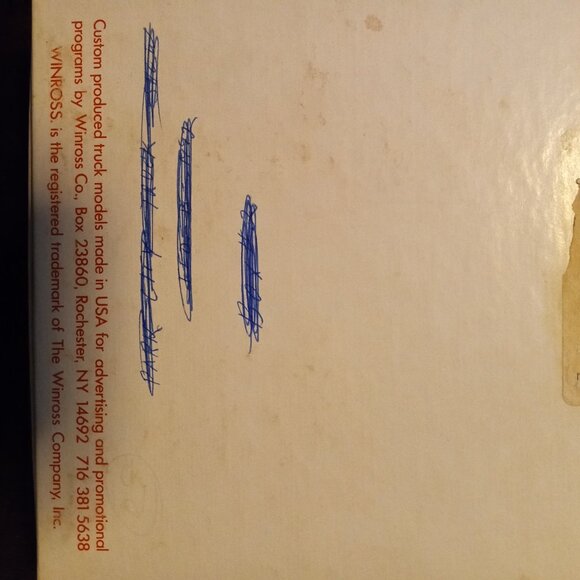 Custom produced truck models made in USA for advertising and promotional
programs by Winross Co., Box 23860, Rochester, NY 14692 716 381 5638
WINROSS. is the registered trademark of The Winross Company, Inc.